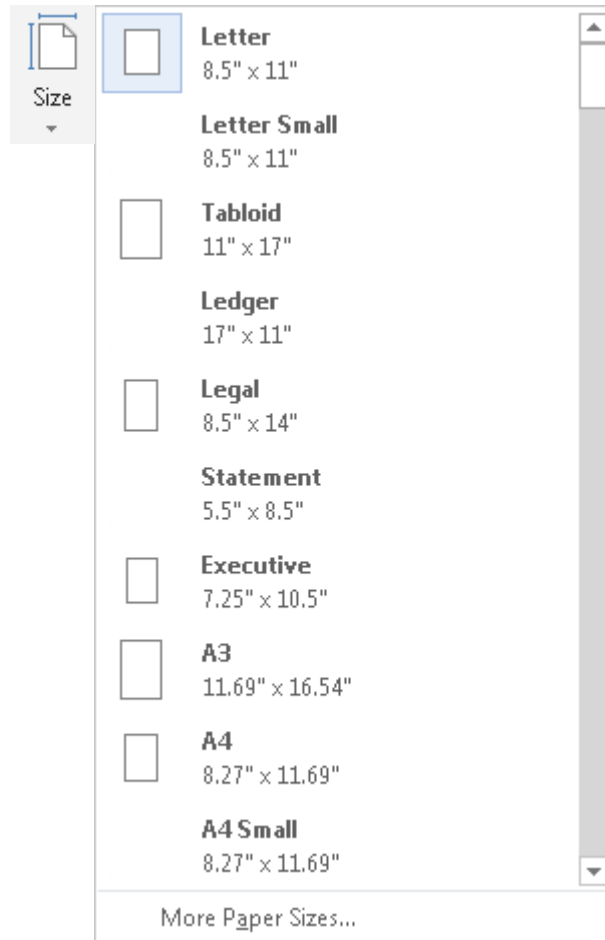 Size
Letter
8.5" x 11"
Letter Small
8.5" x 11"
Tabloid
11" x 17"
Ledger
17" x 11"
Legal
8.5" x 14"
Statement
5.5" x 8.5"
Executive
7.25" x 10.5"
A3
11.69" x 16.54"
A4
8.27" x 11.69"
A4 Small
8.27" x 11.69"
More Paper Sizes...